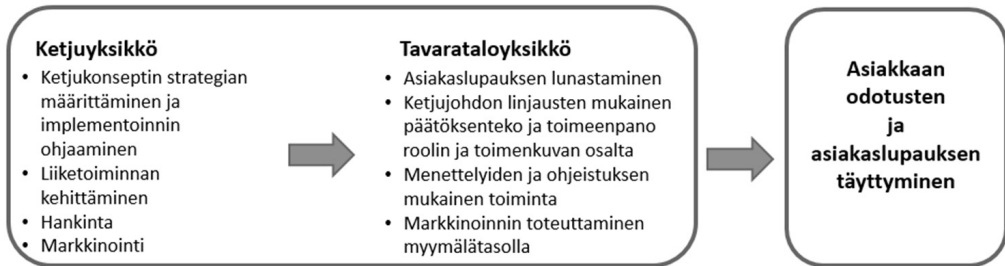 Ketjuyksikkö
• Ketjukonseptin strategian
määrittäminen ja
implementoinnin
ohjaaminen
• Liiketoiminnan
kehittäminen
• Hankinta
• Markkinointi
Tavarataloyksikkö
• Asiakaslupauksen lunastaminen
• Ketjujohdon linjausten mukainen
päätöksenteko ja toimeenpano
roolin ja toimenkuvan osalta
• Menettelyiden ja ohjeistuksen
mukainen toiminta
• Markkinoinnin toteuttaminen
myymälätasolla
Asiakkaan
odotusten
ja
asiakaslupauksen
täyttyminen